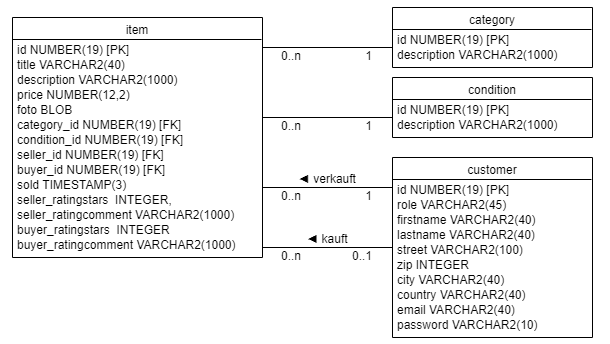 item
id NUMBER(19) [PK]
title VARCHAR2(40)
description VARCHAR2(1000)
price NUMBER(12,2)
foto BLOB
category_id NUMBER(19) [FK]
condition_id NUMBER(19) [FK]
seller_id NUMBER(19) [FK]
buyer_id NUMBER(19) [FK]
sold TIMESTAMP(3)
seller_ratingstars  INTEGER,
seller_ratingcomment VARCHAR2(1000)
buyer_ratingstars  INTEGER
buyer_ratingcomment VARCHAR2(1000)
0..n 1
0..n 1
◄ verkauft
0..n 1
◄ kauft
0..n 0..1
category
id NUMBER(19) [PK]
description VARCHAR2(1000)
condition
id NUMBER(19) [PK]
description VARCHAR2(1000)
customer
id NUMBER(19) [PK]
role VARCHAR2(45)
firstname VARCHAR2(40)
lastname VARCHAR2(40)
street VARCHAR2(100)
zip INTEGER
city VARCHAR2(40)
country VARCHAR2(40)
email VARCHAR2(40)
password VARCHAR2(10)